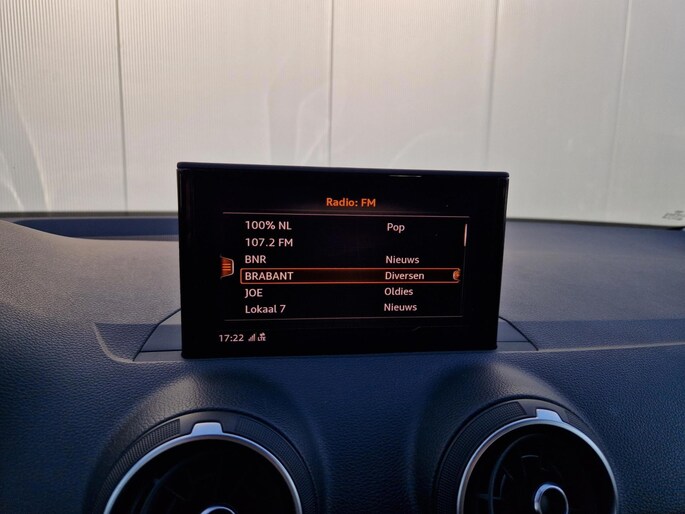 Radio: FM
100% NL Pop
107.2 FM
BNR Nieuws
BRABANT Diversen
JOE Oldies
Lokaal 7 Nieuws
17:22 LTE